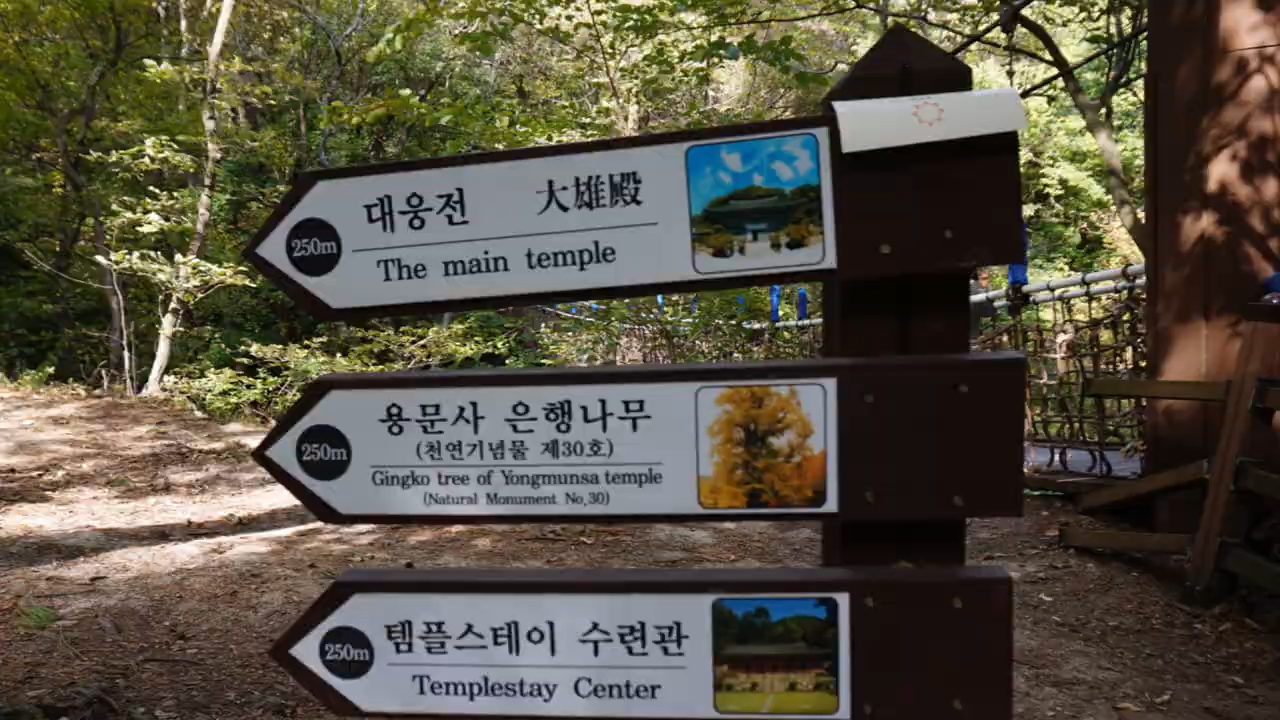 대웅전 大雄殿
250m
The main temple
용문사 은행나무
(천연기념물 제30호)
250m
Gingko tree of Yongmunsa temple
(Natural Monument No,30)
템플스테이 수련관
250m
Templestay Center